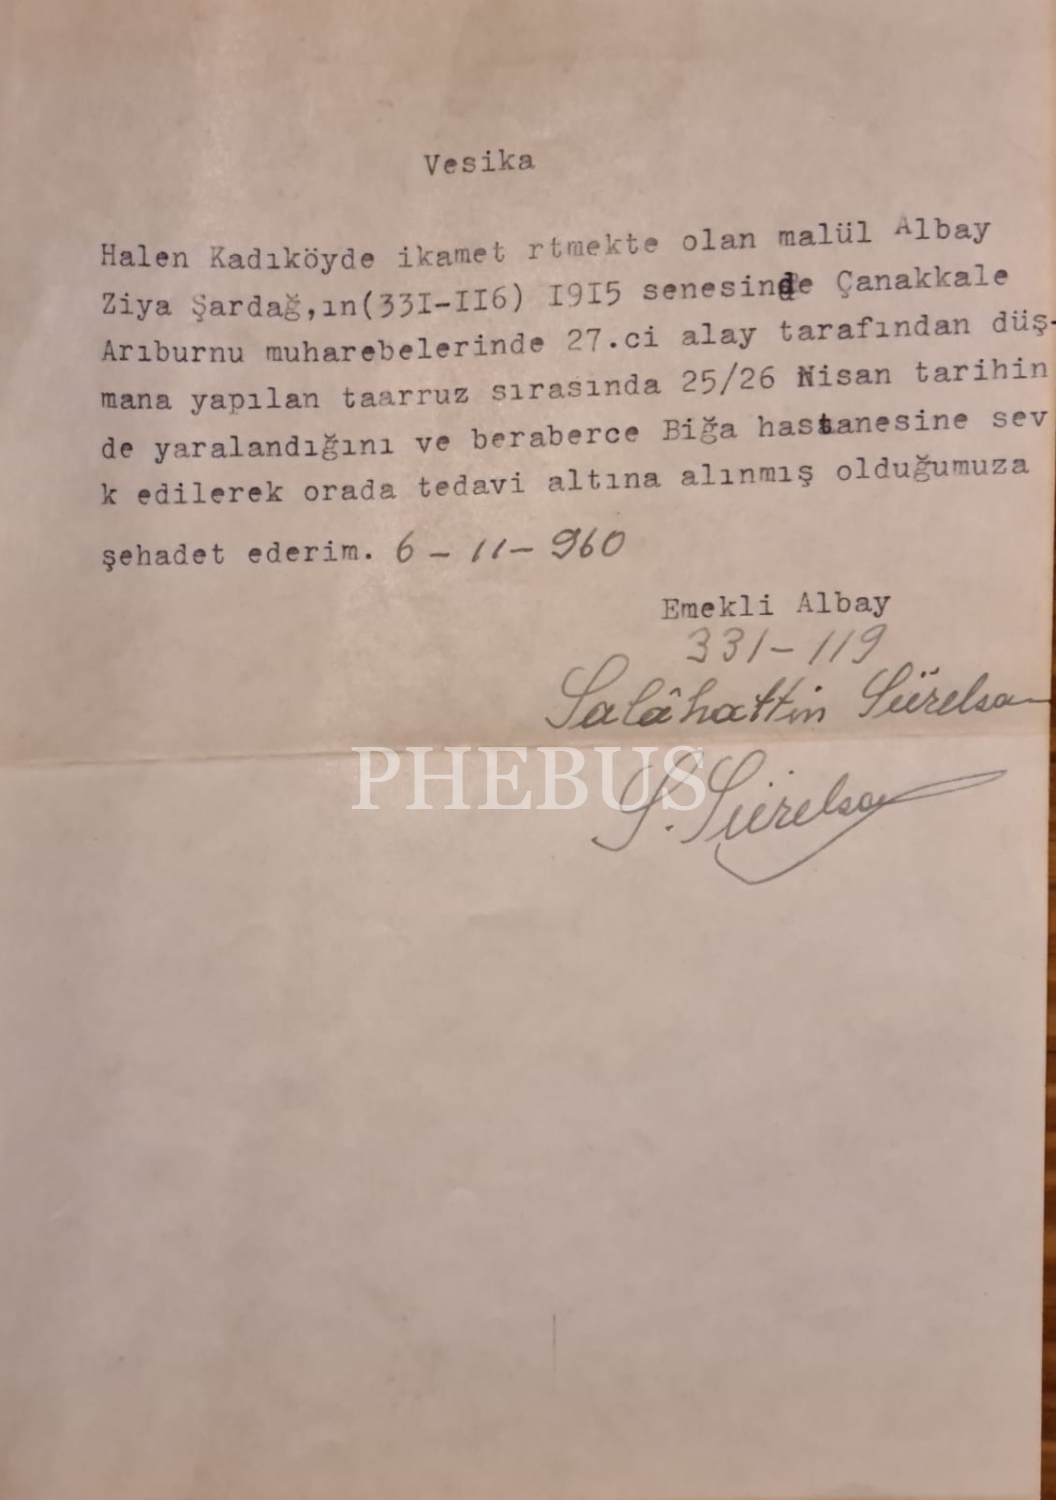 Vesika
Halen Kadıköyde ikamet rtmekte olan malül Albay
Ziya Şardağ,ın(33I-II6) I9I5 senesinde Çanakkale
Arıburnu muharebelerinde 27.ci alay tarafından düş-
mana yapılan taarruz sırasında 25/26 Nisan tarihin
de yaralandığını ve beraberce Biğa hastanesine sev
k edilerek orada tedavi altına alınmış olduğumuza
şehadet ederim. 6-11-960
Emekli Albay
331-119
Salâhattin Sürelsan
PHEBUS
S. Sürelsan